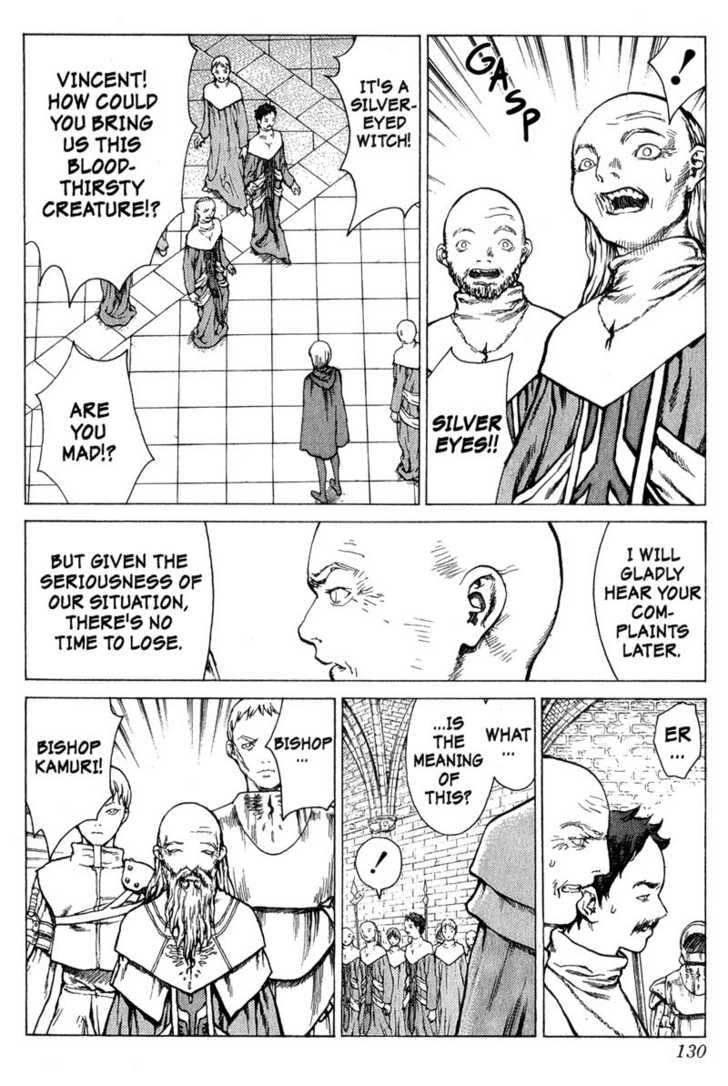 !
GASP
SILVER
EYES!!
IT'S A
SILVER-
EYED
WITCH!
VINCENT!
HOW COULD
YOU BRING
US THIS
BLOOD-
THIRSTY
CREATURE!?
ARE
YOU
MAD!?
I WILL
GLADLY
HEAR YOUR
COM-
PLAINTS
LATER.
BUT GIVEN THE
SERIOUSNESS OF
OUR SITUATION,
THERE'S NO
TIME TO LOSE.
ER
...
WHAT
...
...IS
THE
MEANING
OF
THIS?
!
BISHOP
...
BISHOP
KAMURI!
130